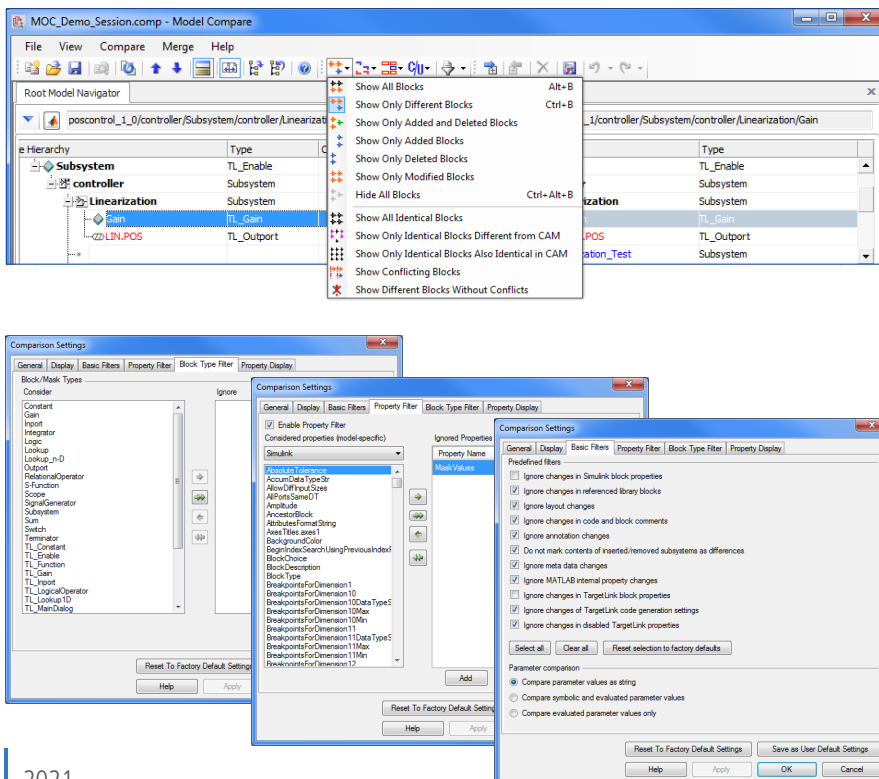 MOC_Demo_Session.comp - Model Compare
File View Compare Merge Help
Root Model Navigator
poscontrol_1_0/controller/Subsystem/controller/Linearizati
_1/controller/Subsystem/controller/Linearization/Gain
e Hierarchy Type C Type
Subsystem TL_Enable TL_Enable
controller Subsystem r Subsystem
Linearization Subsystem ization Subsystem
Gain TL_Gain TL_Gain
LIN.POS TL_Outport .POS TL_Outport
ation_Test Subsystem
Show All Blocks Alt+B
Show Only Different Blocks Ctrl+B
Show Only Added and Deleted Blocks
Show Only Added Blocks
Show Only Deleted Blocks
Show Only Modified Blocks
Hide All Blocks Ctrl+Alt+B
Show All Identical Blocks
Show Only Identical Blocks Different from CAM
Show Only Identical Blocks Also Identical in CAM
Show Conflicting Blocks
Show Different Blocks Without Conflicts
Comparison Settings
General Display Basic Filters Property Filter Block Type Filter Property Display
Block/Mask Types
Consider Ignore
Constant
Gain
Inport
Integrator
Logic
Lookup
Lookup_n-D
Outport
RelationalOperator
S-Function
Scope
SignalGenerator
Subsystem
Sum
Switch
Terminator
TL_Constant
TL_Enable
TL_Function
TL_Gain
TL_Inport
TL_LogicalOperator
TL_Lookup1D
TL_MainDialog
Reset To Factory Default Settings
Help Apply
Comparison Settings
General Display Basic Filters Property Filter Block Type Filter Property Display
Enable Property Filter
Considered properties (model-specific) Ignored Properties
Simulink Property Name
AbsoluteTolerance MaskValues
AccumDataTypeStr
AllowDiffInputSizes
AllPortsSameDT
Amplitude
AncestorBlock
AttributesFormatString
AxesTitles.axes1
BackgroundColor
BeginIndexSearchUsingPreviousIndexF
BlockChoice
BlockDescription
BlockType
BreakpointsForDimension1
BreakpointsForDimension10
BreakpointsForDimension10DataTypeS
BreakpointsForDimension10Max
BreakpointsForDimension10Min
BreakpointsForDimension11
BreakpointsForDimension11DataTypeS
BreakpointsForDimension11Max
BreakpointsForDimension11Min
BreakpointsForDimension12
Add
Reset To Factory Default Setting
Help Apply
Comparison Settings
General Display Basic Filters Property Filter Block Type Filter Property Display
Predefined filters
Ignore changes in Simulink block properties
Ignore changes in referenced library blocks
Ignore layout changes
Ignore changes in code and block comments
Ignore annotation changes
Do not mark contents of inserted/removed subsystems as differences
Ignore meta data changes
Ignore MATLAB internal property changes
Ignore changes in TargetLink block properties
Ignore changes of TargetLink code generation settings
Ignore changes in disabled TargetLink properties
Select all Clear all Reset selection to factory defaults
Parameter comparison
Compare parameter values as string
Compare symbolic and evaluated parameter values
Compare evaluated parameter values only
Reset To Factory Default Settings Save as User Default Settings
Help Apply OK Cancel
2021